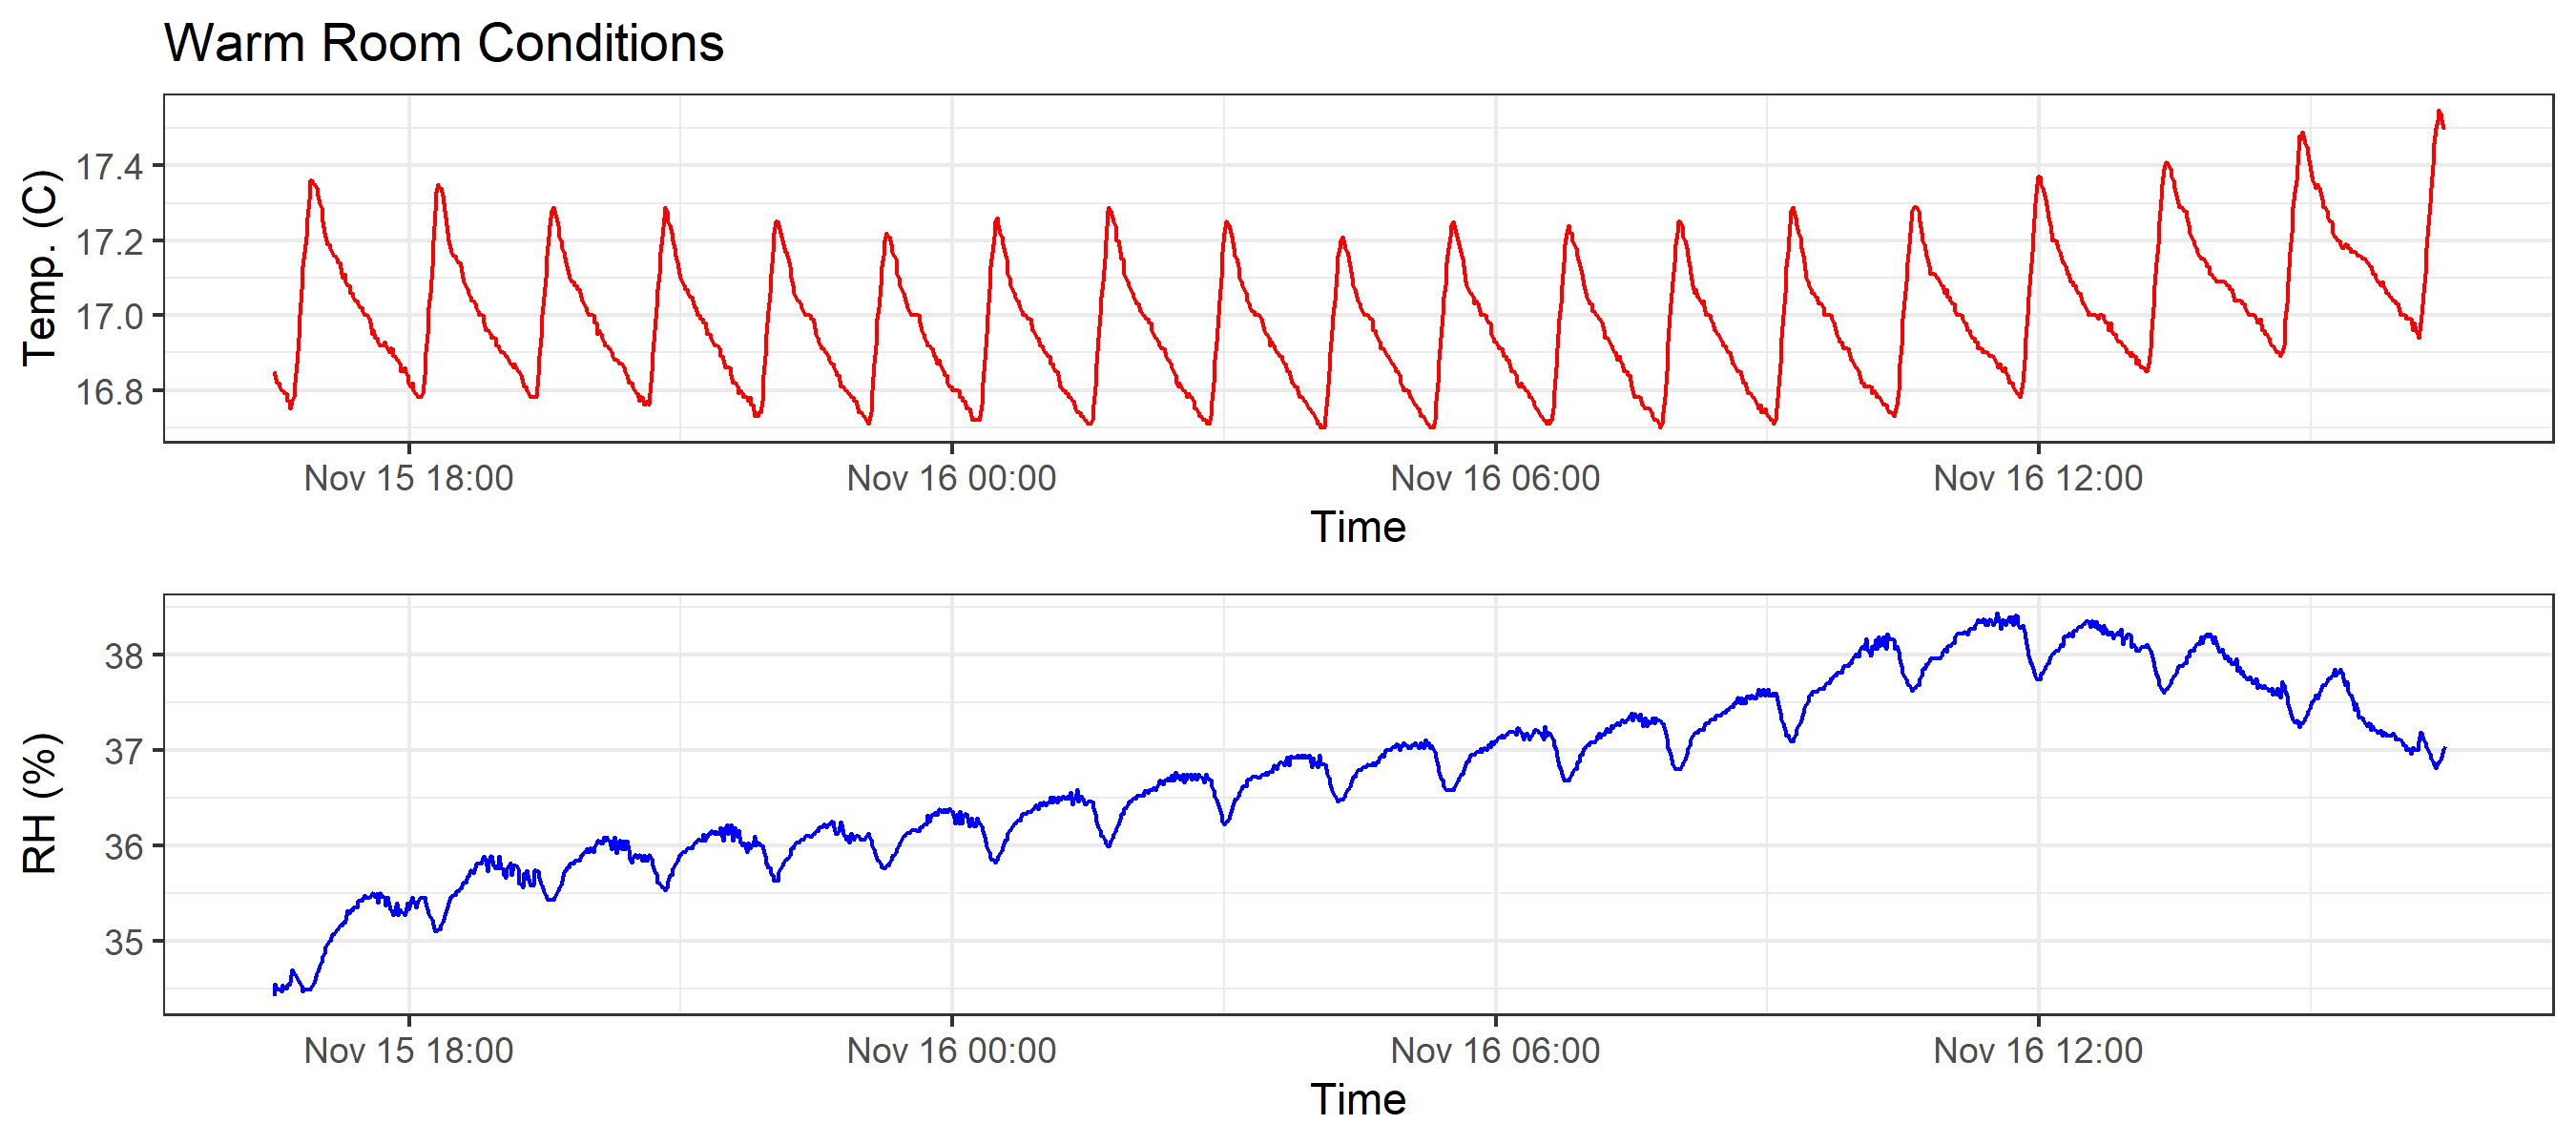 Warm Room Conditions
Temp. (C)
17.4
17.2
17.0
16.8
Nov 15 18:00 Nov 16 00:00 Nov 16 06:00 Nov 16 12:00
Time
RH (%)
38
37
36
35
Nov 15 18:00 Nov 16 00:00 Nov 16 06:00 Nov 16 12:00
Time